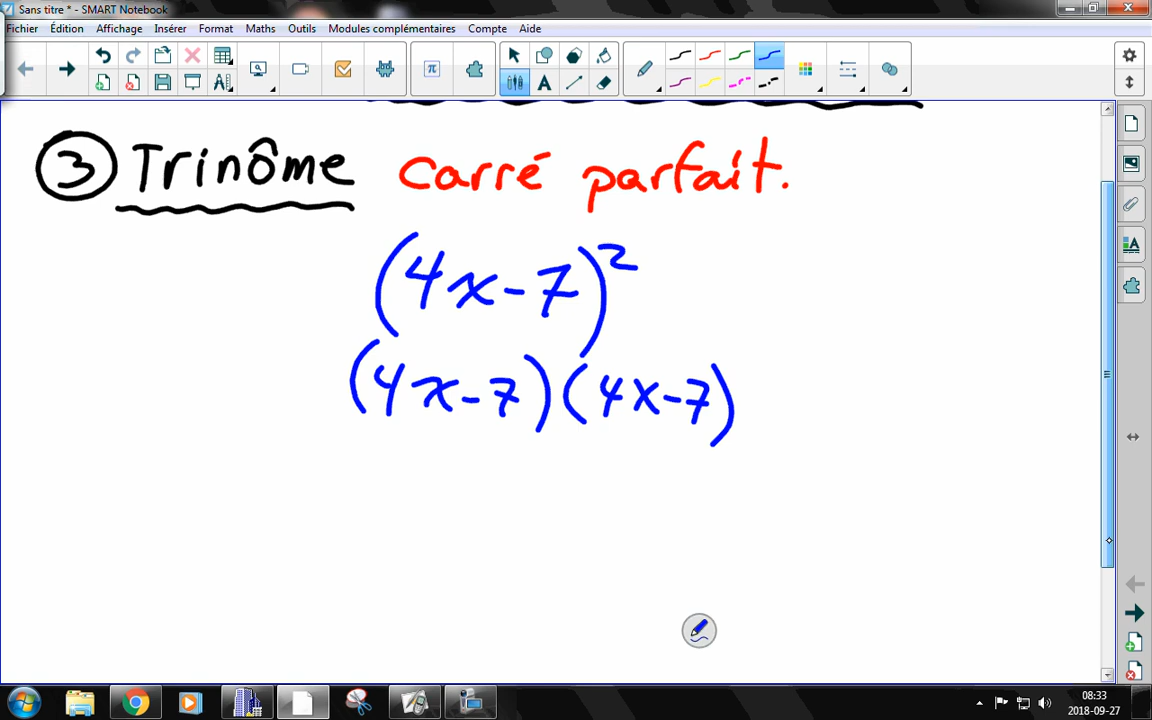 Sans titre * - SMART Notebook
Fichier Édition Affichage Insérer Format Maths Outils Modules complémentaires Compte Aide
③ Trinôme carré parfait.
(4x-7)²
(4x-7)(4x-7)
08:33
2018-09-27